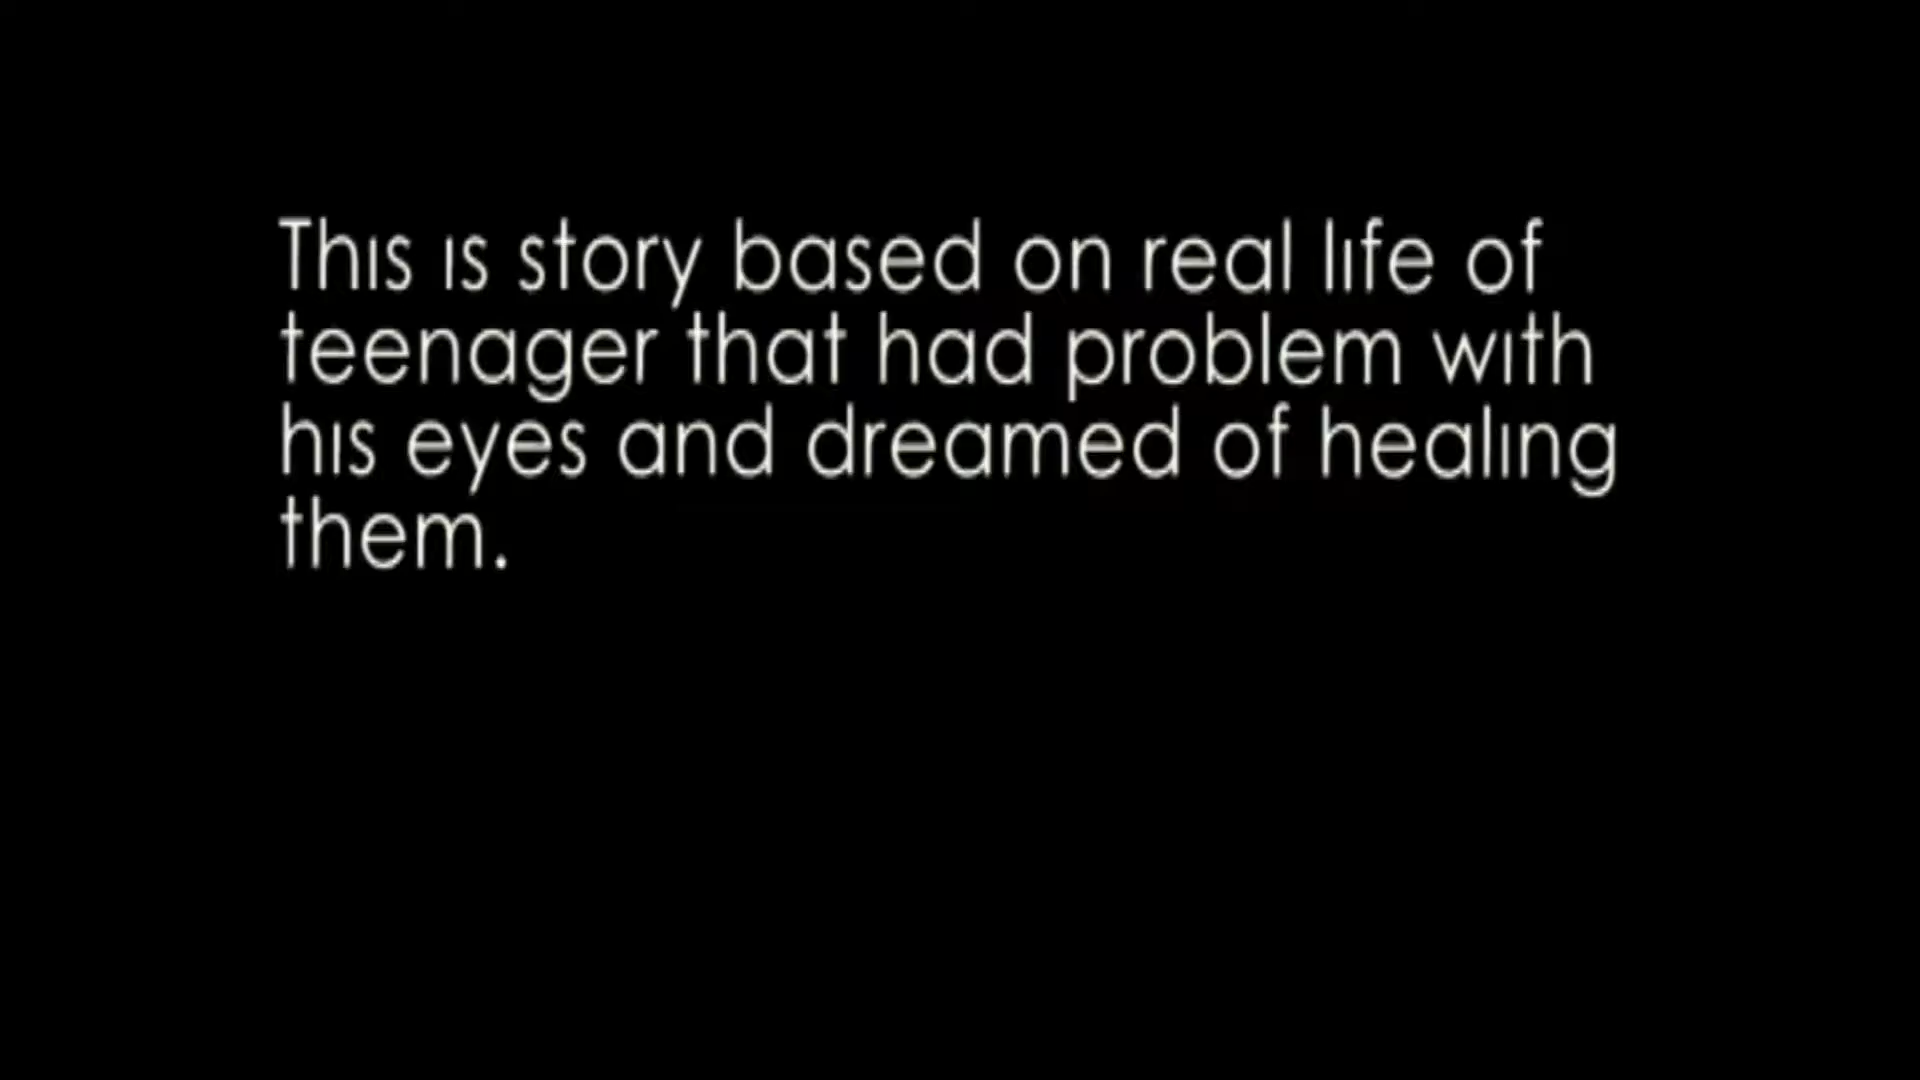 This is story based on real life of
teenager that had problem with
his eyes and dreamed of healing
them.